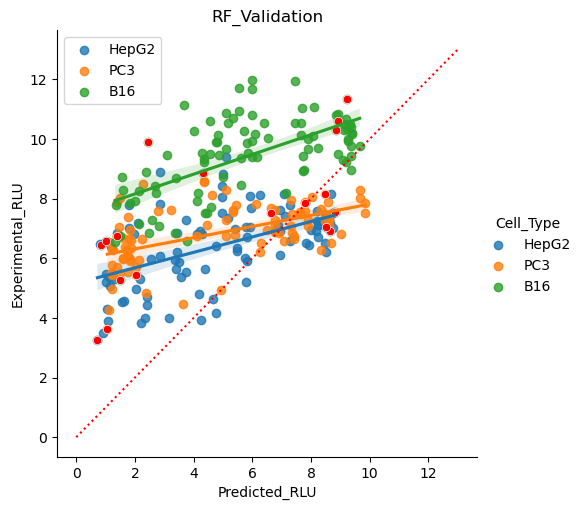 RF_Validation
HepG2
PC3
B16
12
10
8
6
4
2
0
Experimental_RLU
0
2
4
6
8
10
12
Predicted_RLU
Cell_Type
HepG2
PC3
B16